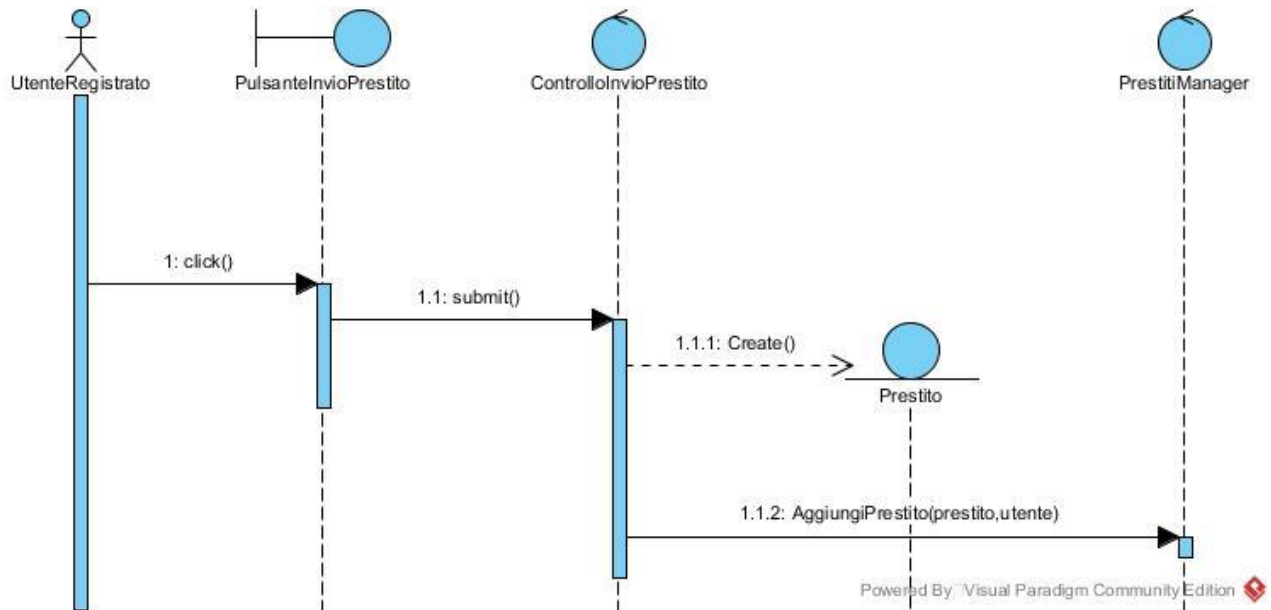 UtenteRegistrato
PulsanteInvioPrestito
ControlloInvioPrestito
PrestitiManager
1: click()
1.1: submit()
1.1.1: Create()
Prestito
1.1.2: AggiungiPrestito(prestito,utente)
Powered By Visual Paradigm Community Edition